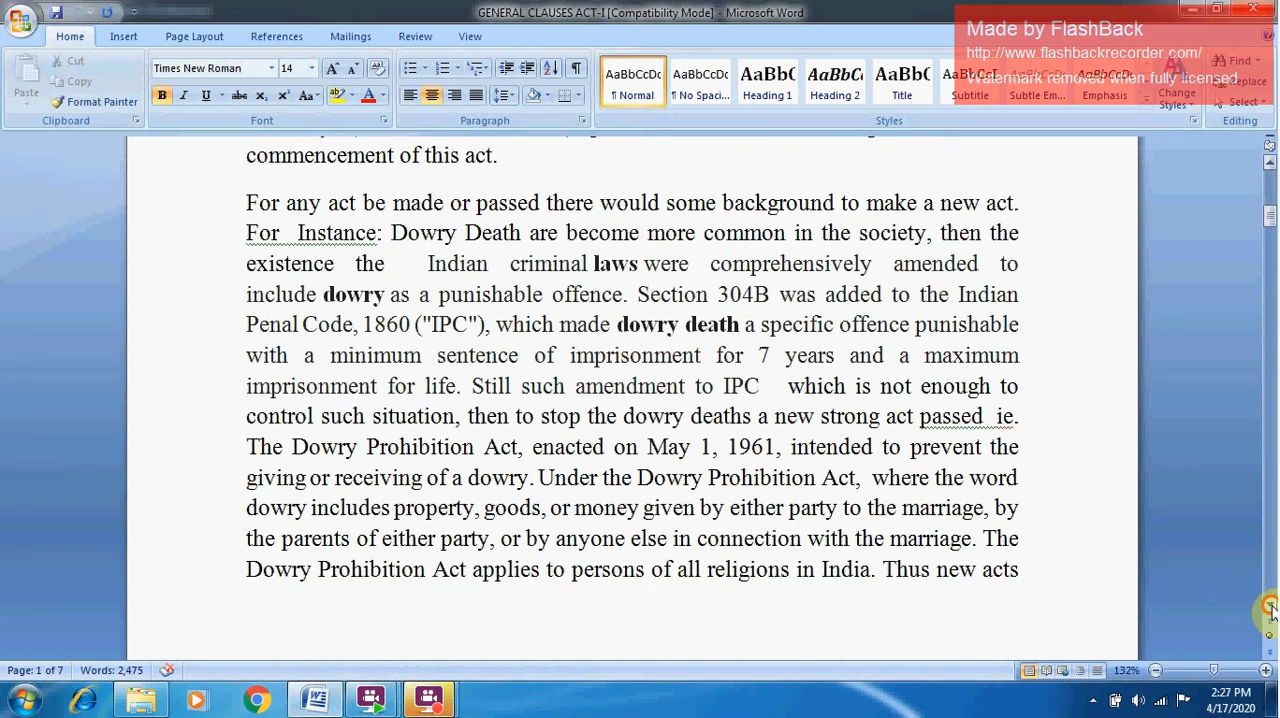 GENERAL CLAUSES ACT-I [Compatibility Mode] - Microsoft Word
Made by FlashBack
http://www.flashbackrecorder.com/
Watermark removed when fully licensed
Home Insert Page Layout References Mailings Review View
Cut
Copy
Format Painter
Paste
Clipboard
Times New Roman 14
Font
Paragraph
AaBbCcDc AaBbCcDc AaBbC AaBbCc AaBbC
¶ Normal ¶ No Spaci... Heading 1 Heading 2 Title Subtitle Subtle Em... Emphasis
Change
Styles
Styles
Find
Replace
Select
Editing
commencement of this act.
For any act be made or passed there would some background to make a new act.
For Instance: Dowry Death are become more common in the society, then the
existence the Indian criminal laws were comprehensively amended to
include dowry as a punishable offence. Section 304B was added to the Indian
Penal Code, 1860 ("IPC"), which made dowry death a specific offence punishable
with a minimum sentence of imprisonment for 7 years and a maximum
imprisonment for life. Still such amendment to IPC which is not enough to
control such situation, then to stop the dowry deaths a new strong act passed ie.
The Dowry Prohibition Act, enacted on May 1, 1961, intended to prevent the
giving or receiving of a dowry. Under the Dowry Prohibition Act, where the word
dowry includes property, goods, or money given by either party to the marriage, by
the parents of either party, or by anyone else in connection with the marriage. The
Dowry Prohibition Act applies to persons of all religions in India. Thus new acts
Page: 1 of 7 Words: 2,475 132%
2:27 PM
4/17/2020